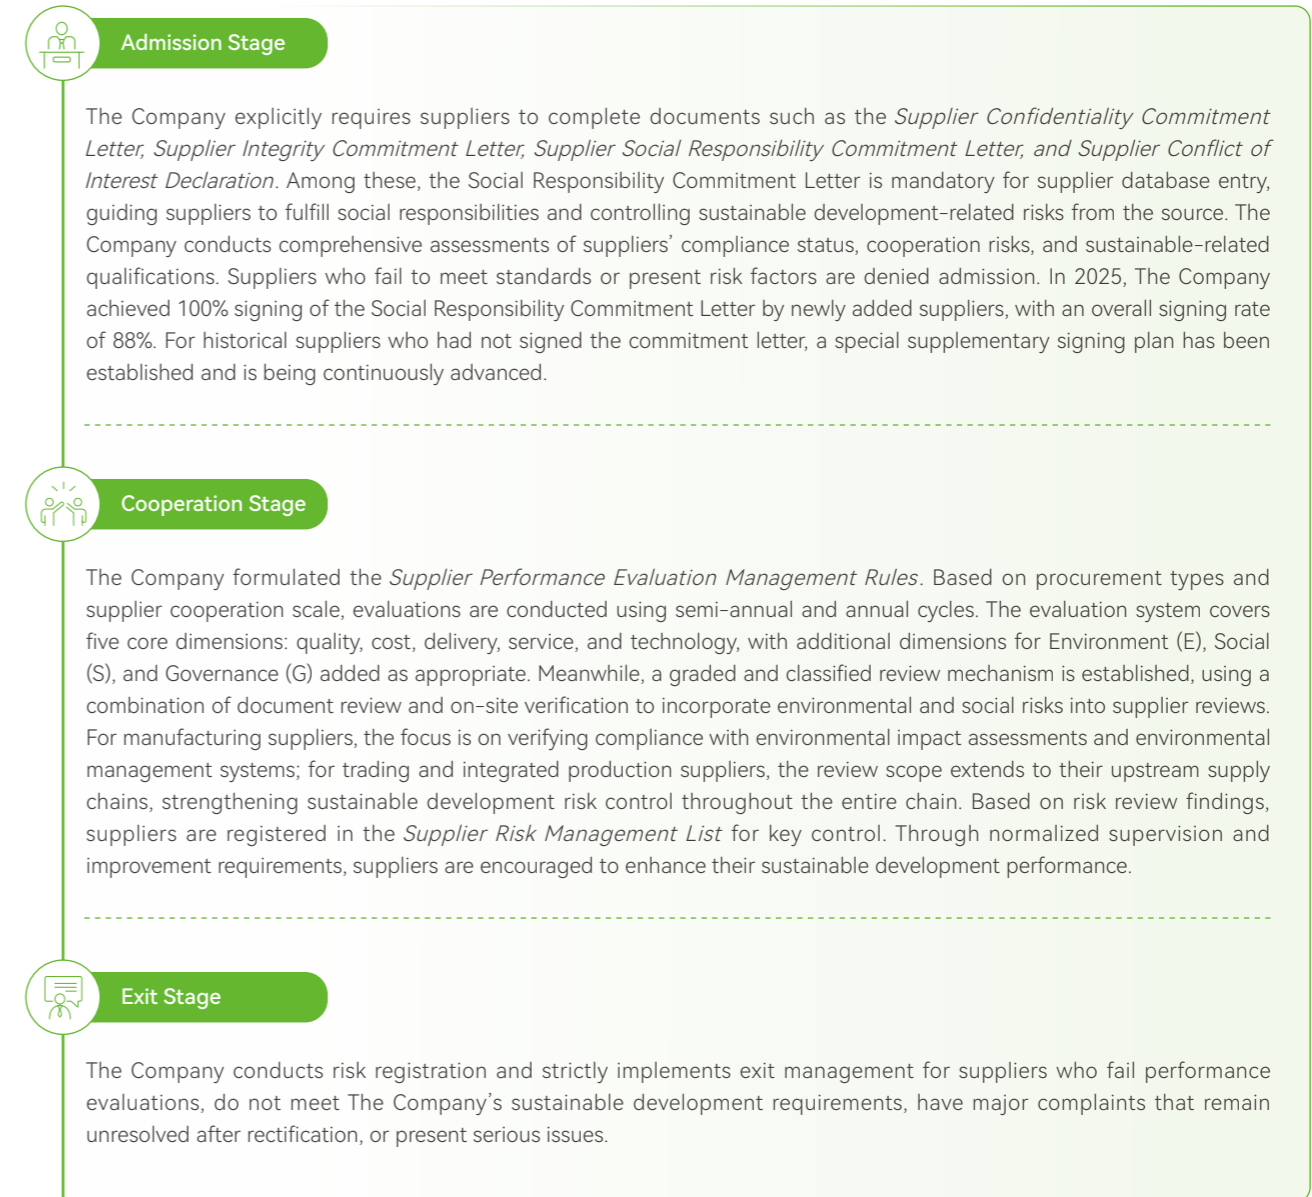 Admission Stage
The Company explicitly requires suppliers to complete documents such as the Supplier Confidentiality Commitment
Letter, Supplier Integrity Commitment Letter, Supplier Social Responsibility Commitment Letter, and Supplier Conflict of
Interest Declaration. Among these, the Social Responsibility Commitment Letter is mandatory for supplier database entry,
guiding suppliers to fulfill social responsibilities and controlling sustainable development-related risks from the source. The
Company conducts comprehensive assessments of suppliers’ compliance status, cooperation risks, and sustainable-related
qualifications. Suppliers who fail to meet standards or present risk factors are denied admission. In 2025, The Company
achieved 100% signing of the Social Responsibility Commitment Letter by newly added suppliers, with an overall signing rate
of 88%. For historical suppliers who had not signed the commitment letter, a special supplementary signing plan has been
established and is being continuously advanced.
Cooperation Stage
The Company formulated the Supplier Performance Evaluation Management Rules. Based on procurement types and
supplier cooperation scale, evaluations are conducted using semi-annual and annual cycles. The evaluation system covers
five core dimensions: quality, cost, delivery, service, and technology, with additional dimensions for Environment (E), Social
(S), and Governance (G) added as appropriate. Meanwhile, a graded and classified review mechanism is established, using a
combination of document review and on-site verification to incorporate environmental and social risks into supplier reviews.
For manufacturing suppliers, the focus is on verifying compliance with environmental impact assessments and environmental
management systems; for trading and integrated production suppliers, the review scope extends to their upstream supply
chains, strengthening sustainable development risk control throughout the entire chain. Based on risk review findings,
suppliers are registered in the Supplier Risk Management List for key control. Through normalized supervision and
improvement requirements, suppliers are encouraged to enhance their sustainable development performance.
Exit Stage
The Company conducts risk registration and strictly implements exit management for suppliers who fail performance
evaluations, do not meet The Company’s sustainable development requirements, have major complaints that remain
unresolved after rectification, or present serious issues.